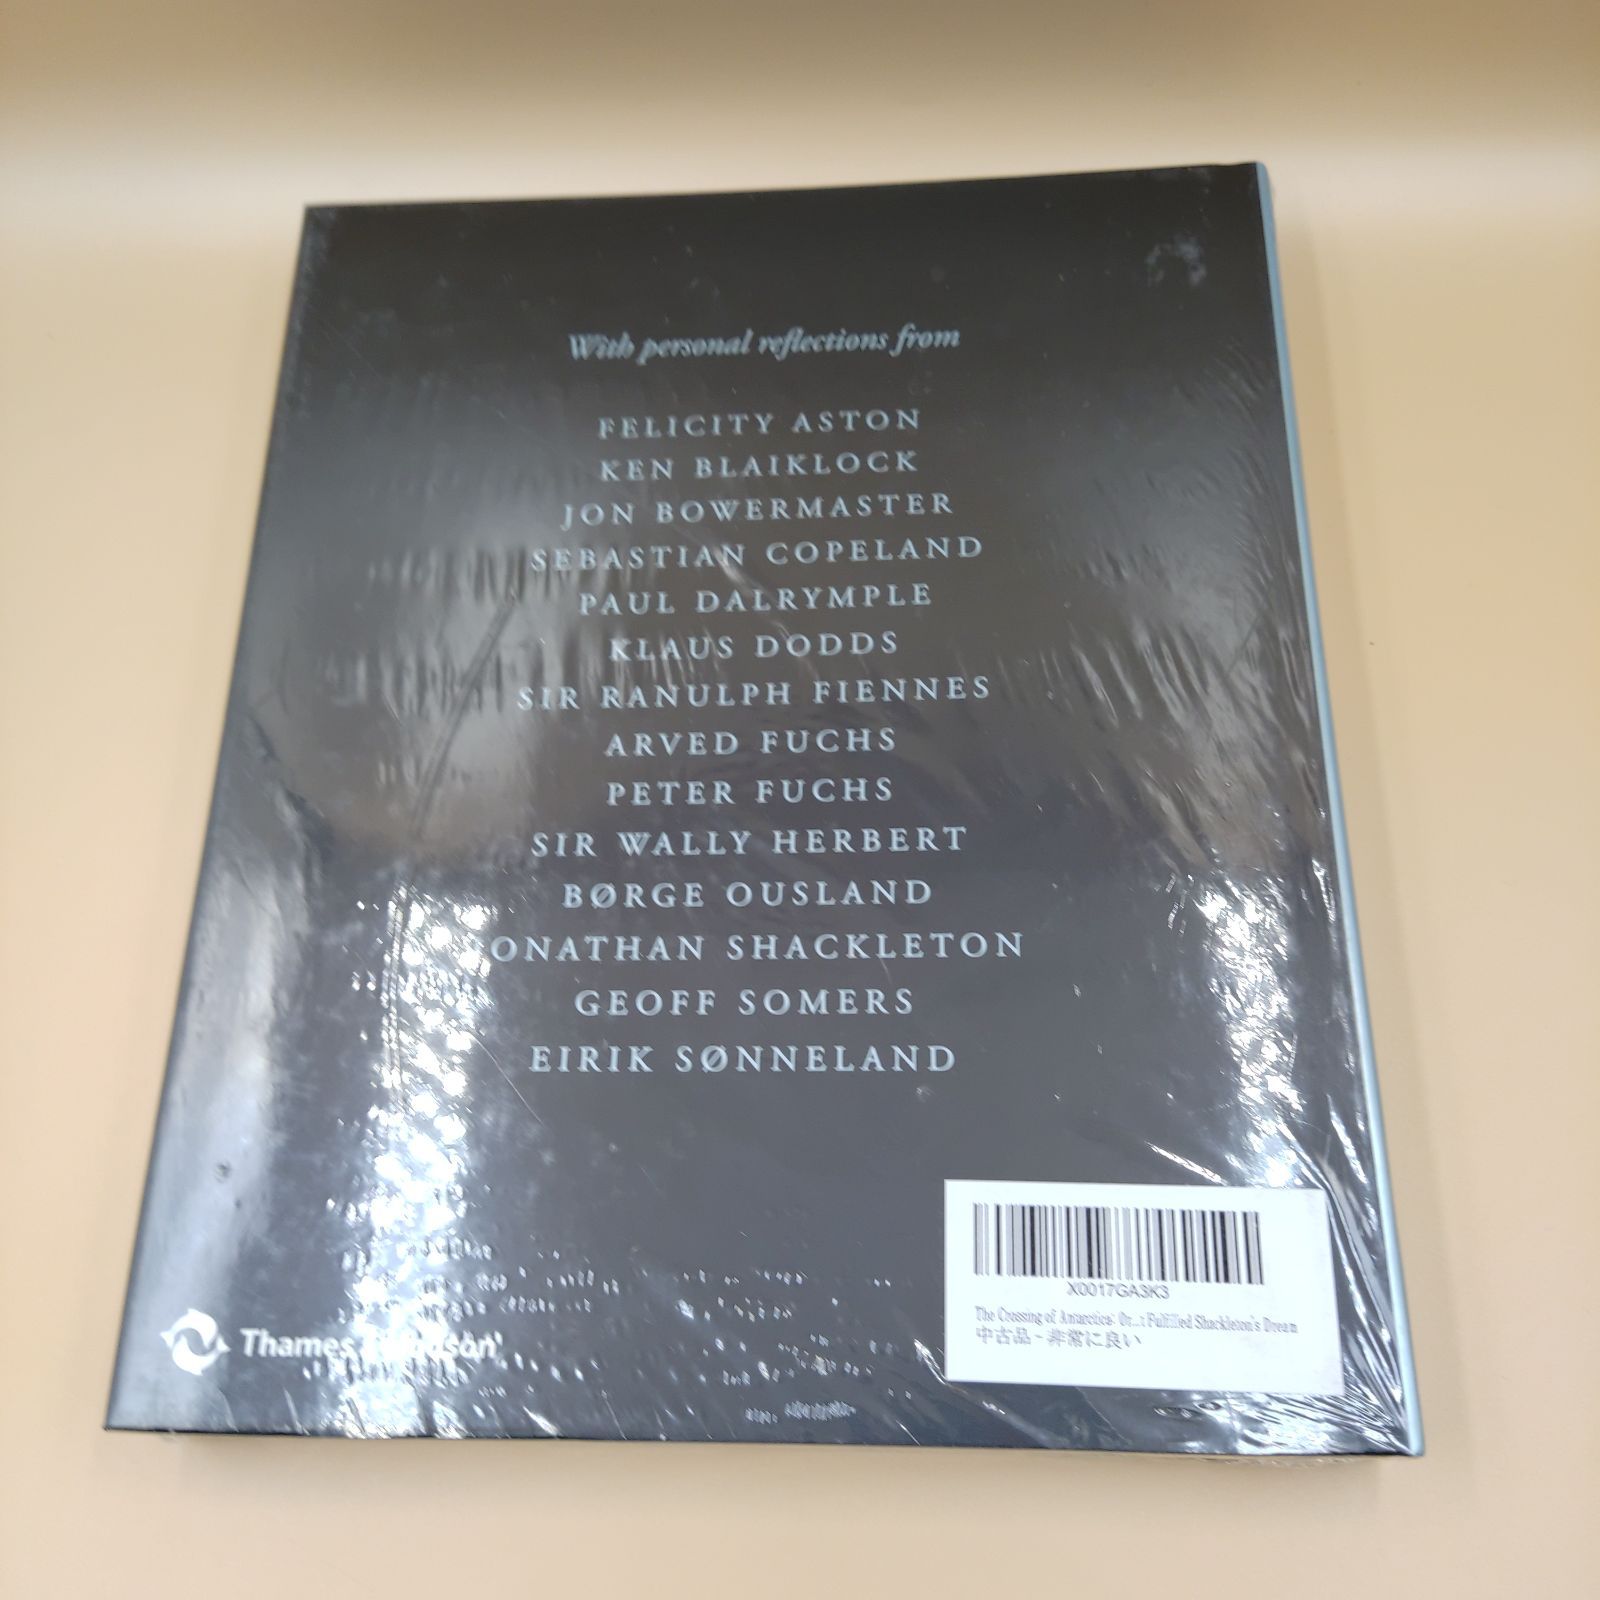 With personal reflections from
FELICITY ASTON
KEN BLAIKLOCK
JON BOWERMASTER
SEBASTIAN COPELAND
PAUL DALRYMPLE
KLAUS DODDS
SIR RANULPH FIENNES
ARVED FUCHS
PETER FUCHS
SIR WALLY HERBERT
BØRGE OUSLAND
ONATHAN SHACKLETON
GEOFF SOMERS
EIRIK SØNNELAND
X0017GA3K3
The Crossing of Antarctica: Or...t Fulfilled Shackleton's Dream
中古品 - 非常に良い
Thames